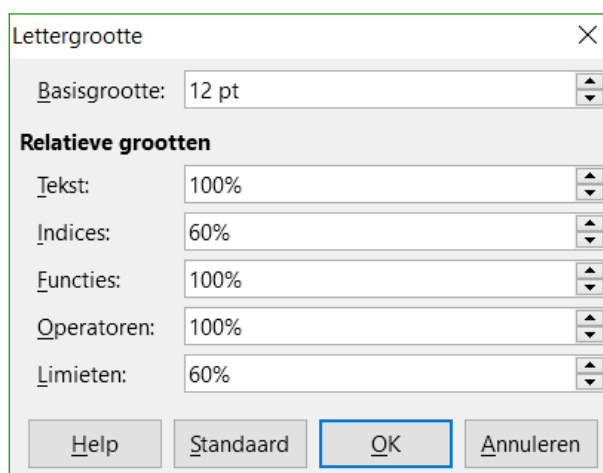 Lettergrootte
Basisgrootte: 12 pt
Relatieve grootten
Tekst: 100%
Indices: 60%
Functies: 100%
Operatoren: 100%
Limieten: 60%
Help Standaard OK Annuleren